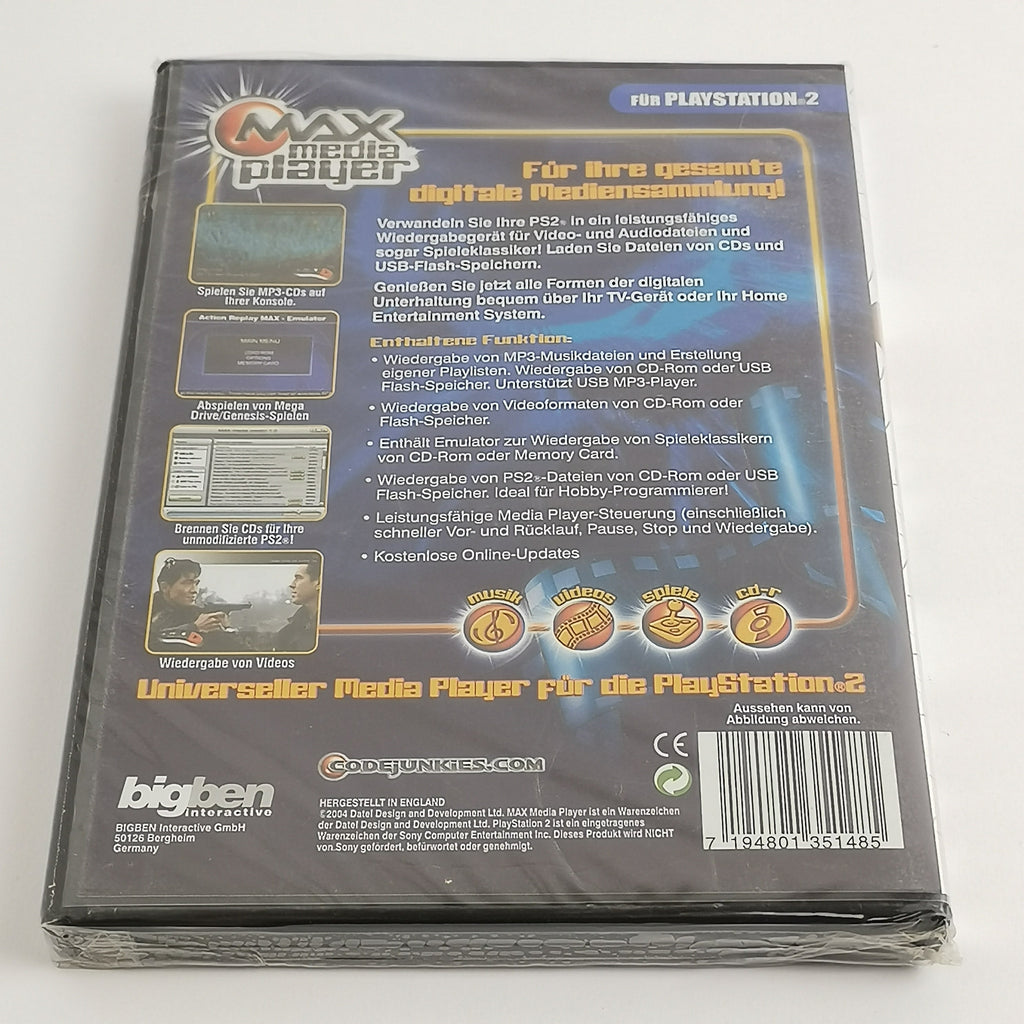 FÜR PLAYSTATION®2
MAX
media
player
Für Ihre gesamte
digitale Mediensammlung!
Verwandeln Sie Ihre PS2® in ein leistungsfähiges
Wiedergabegerät für Video- und Audiodateien und
sogar Spieleklassiker! Laden Sie Dateien von CDs und
USB-Flash-Speichern.
Genießen Sie jetzt alle Formen der digitalen
Unterhaltung bequem über Ihr TV-Gerät oder Ihr Home
Entertainment System.
Enthaltene Funktion:
• Wiedergabe von MP3-Musikdateien und Erstellung
eigener Playlisten. Wiedergabe von CD-Rom oder USB
Flash-Speicher. Unterstützt USB MP3-Player.
• Wiedergabe von Videoformaten von CD-Rom oder
Flash-Speicher.
• Enthält Emulator zur Wiedergabe von Spieleklassikern
von CD-Rom oder Memory Card.
• Wiedergabe von PS2®-Dateien von CD-Rom oder USB
Flash-Speicher. Ideal für Hobby-Programmierer!
• Leistungsfähige Media Player-Steuerung (einschließlich
schneller Vor- und Rücklauf, Pause, Stop und Wiedergabe).
• Kostenlose Online-Updates
Spielen Sie MP3-CDs auf
Ihrer Konsole.
Action Replay MAX - Emulator
MAIN MENU
LOAD ROM
OPTIONS
MEMORY CARD
Abspielen von Mega
Drive/Genesis-Spielen
Brennen Sie CDs für Ihre
unmodifizierte PS2®!
Wiedergabe von Videos
musik
videos
spiele
cd-r
Universeller Media Player für die PlayStation®2
Aussehen kann von
Abbildung abweichen.
CE
CODEJUNKIES.COM
bigben
interactive
BIGBEN Interactive GmbH
50126 Bergheim
Germany
HERGESTELLT IN ENGLAND
©2004 Datel Design and Development Ltd. MAX Media Player ist ein Warenzeichen
der Datel Design and Development Ltd. PlayStation 2 ist ein eingetragenes
Warenzeichen der Sony Computer Entertainment Inc. Dieses Produkt wird NICHT
von Sony gefördert, befürwortet oder genehmigt.
7 194801 351485